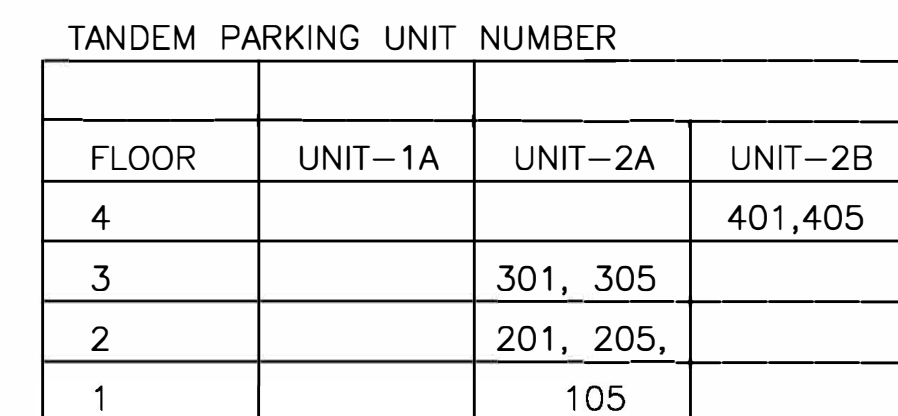 TANDEM PARKING UNIT NUMBER
FLOOR UNIT-1A UNIT-2A UNIT-2B
4 401,405
3 301, 305
2 201, 205,
1 105